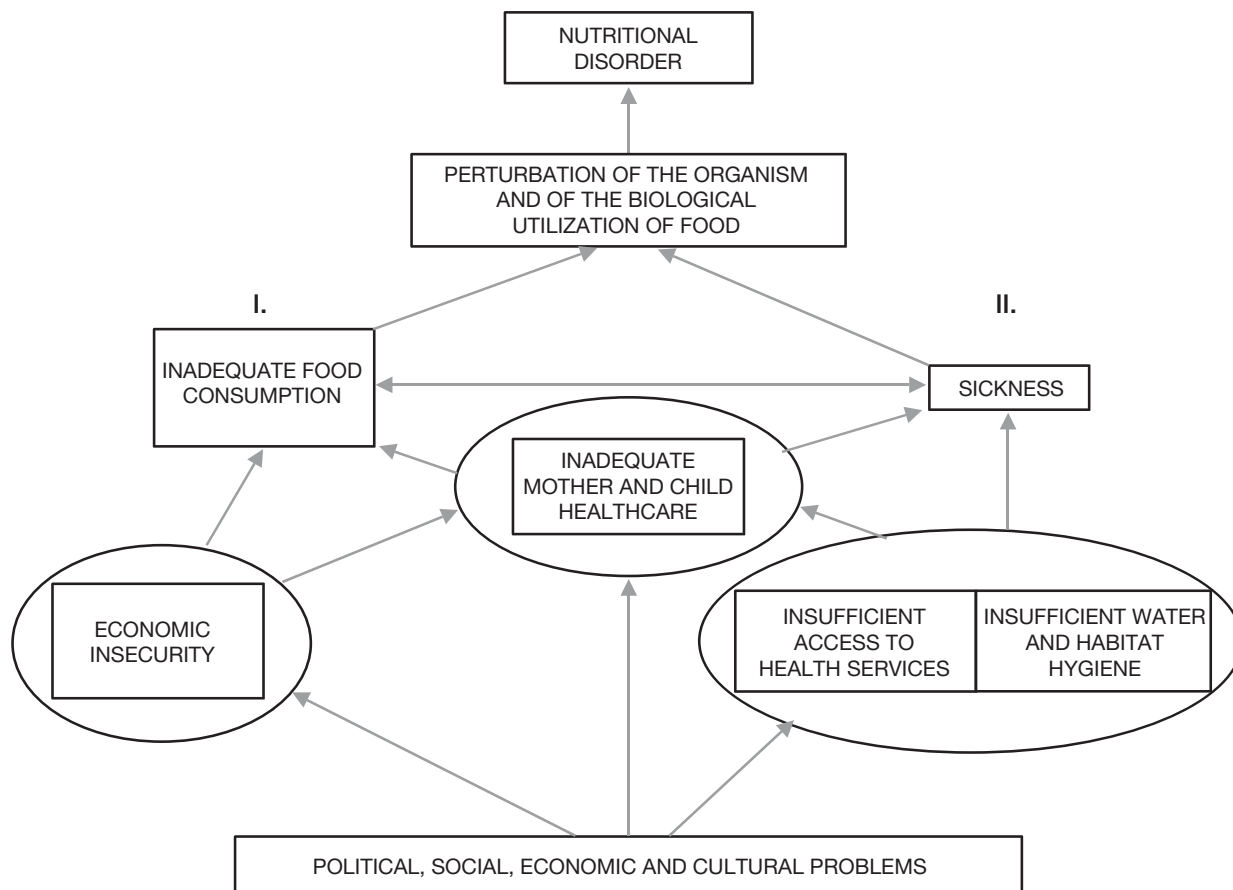 NUTRITIONAL
DISORDER
PERTURBATION OF THE ORGANISM
AND OF THE BIOLOGICAL
UTILIZATION OF FOOD
I.
II.
INADEQUATE FOOD
CONSUMPTION
SICKNESS
INADEQUATE
MOTHER AND CHILD
HEALTHCARE
ECONOMIC
INSECURITY
INSUFFICIENT
ACCESS TO
HEALTH SERVICES
INSUFFICIENT WATER
AND HABITAT
HYGIENE
POLITICAL, SOCIAL, ECONOMIC AND CULTURAL PROBLEMS